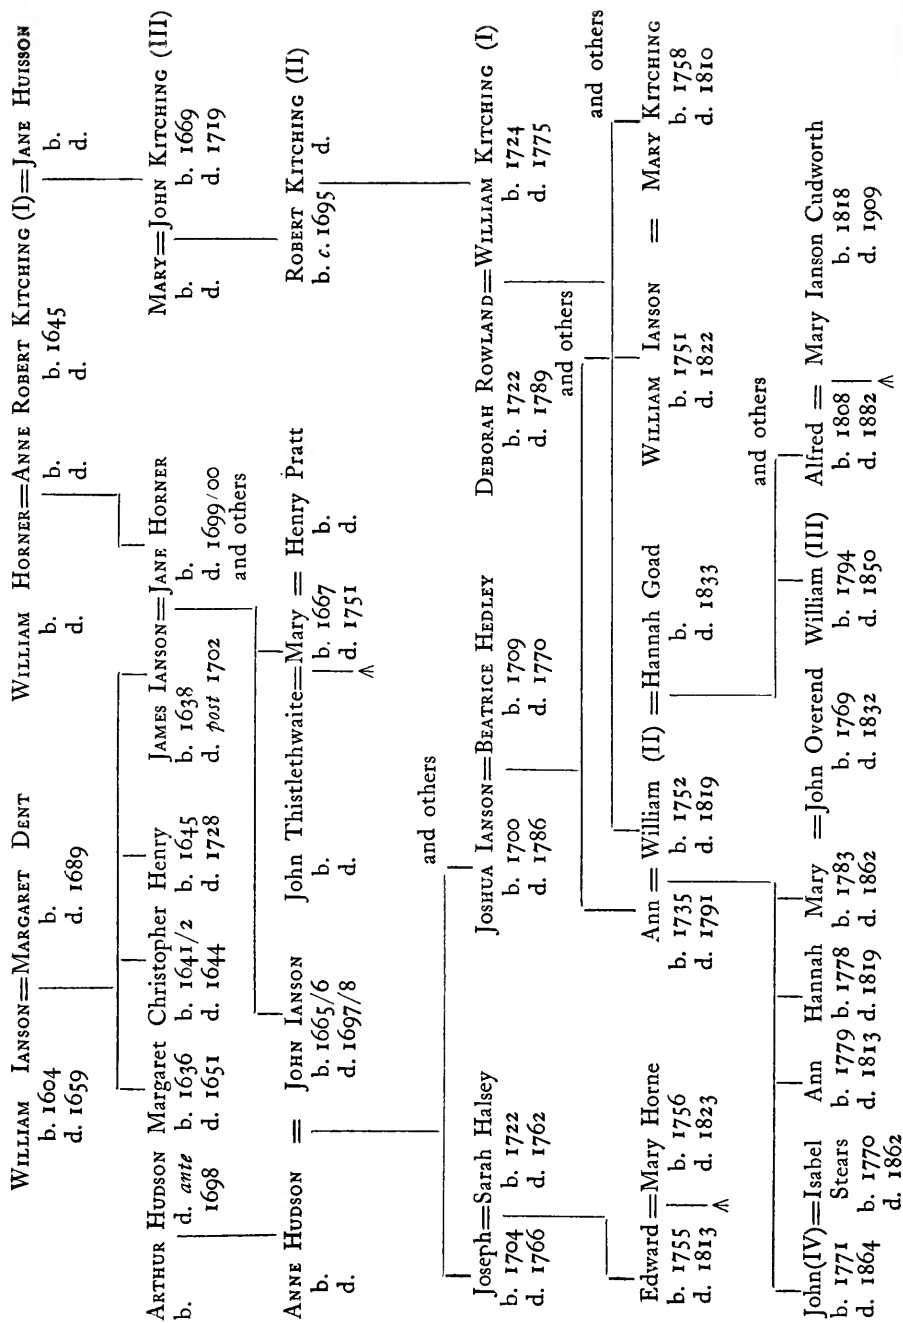 WILLIAM IANSON=MARGARET DENT WILLIAM HORNER=ANNE ROBERT KITCHING (I)=JANE HUISSON
b. 1604 b. b. b. b. 1645 b.
d. 1659 d. 1689 d. d. d. d.
ARTHUR HUDSON Margaret Christopher Henry JAMES IANSON=JANE HORNER MARY=JOHN KITCHING (III)
b. d. ante b. 1636 b. 1641/2 b. 1645 b. 1638 b. b. b. 1669
1698 d. 1651 d. 1644 d. 1728 d. post 1702 d. 1699/00 d. d. 1719
and others
ANNE HUDSON = JOHN IANSON John Thistlethwaite=Mary = Henry Pratt ROBERT KITCHING (II)
b. b. 1665/6 b. b. 1667 b. b. c. 1695 d.
d. d. 1697/8 d. d. 1751 d.
and others
Joseph=Sarah Halsey JOSHUA IANSON=BEATRICE HEDLEY DEBORAH ROWLAND=WILLIAM KITCHING (I)
b. 1704 b. 1722 b. 1700 b. 1709 b. 1722 b. 1724
d. 1766 d. 1762 d. 1786 d. 1770 d. 1789 d. 1775
and others and others
Edward=Mary Horne Ann = William (II) =Hannah Goad WILLIAM IANSON = MARY KITCHING
b. 1755 b. 1756 b. 1735 b. 1752 b. b. 1751 b. 1758
d. 1813 d. 1823 d. 1791 d. 1819 d. 1833 d. 1822 d. 1810
and others
John(IV)=Isabel Ann Hannah Mary =John Overend William (III) Alfred = Mary Ianson Cudworth
b. 1771 Stears b. 1779 b. 1778 b. 1783 b. 1769 b. 1794 b. 1808 b. 1818
d. 1864 b. 1770 d. 1813 d. 1819 d. 1862 d. 1832 d. 1850 d. 1882 d. 1909
d. 1862